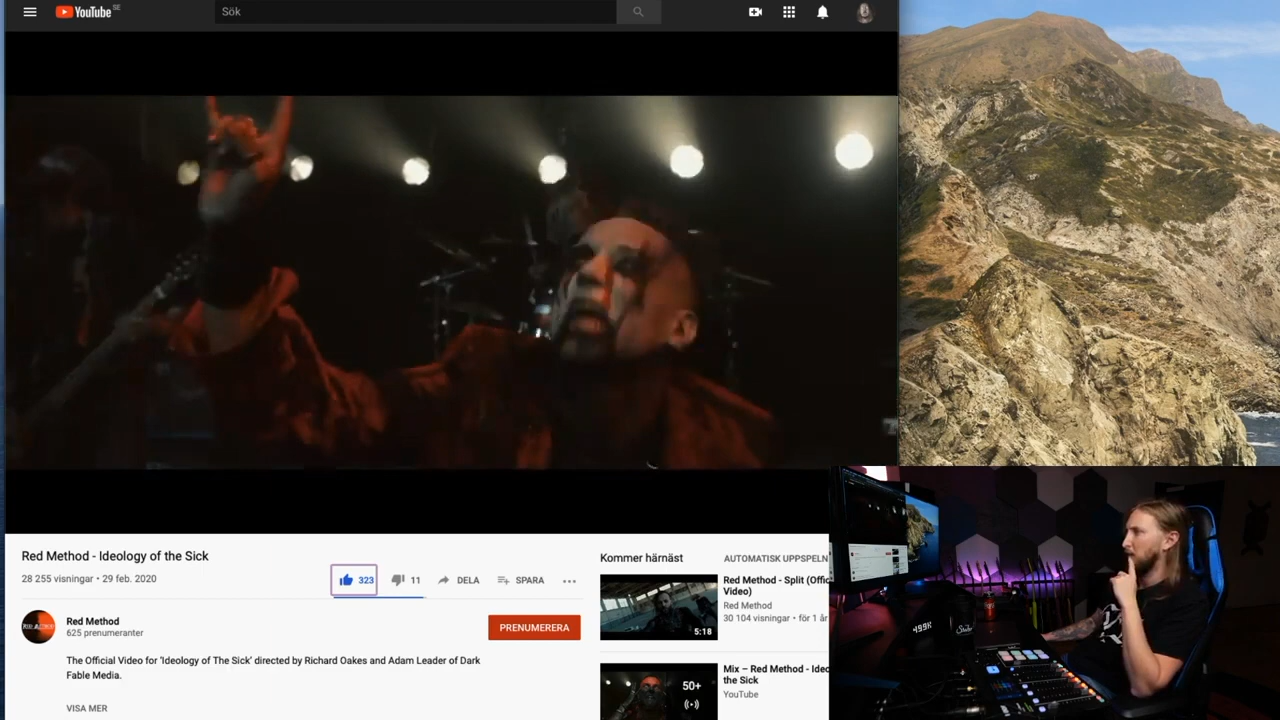 YouTube SE
Sök
Red Method - Ideology of the Sick
28 255 visningar • 29 feb. 2020
323
11
DELA
SPARA
Red Method
625 prenumeranter
PRENUMERERA
The Official Video for 'Ideology of The Sick' directed by Richard Oakes and Adam Leader of Dark
Fable Media.
VISA MER
Kommer härnäst
AUTOMATISK UPPSPELN
5:18
Red Method - Split (Offic
Video)
Red Method
30 104 visningar • för 1 år
50+
Mix – Red Method - Ideo
the Sick
YouTube
499K